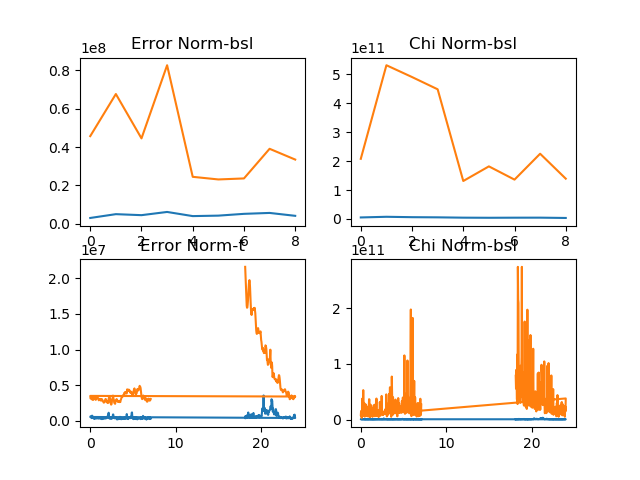 Error Norm-bsl
Chi Norm-bsl
1e8
1e11
0.8
0.6
0.4
0.2
0.0
0 2 4 6 8
5
4
3
2
1
0
0 2 4 6 8
Error Norm-t
Chi Norm-bsl
1e7
1e11
2.0
1.5
1.0
0.5
0.0
0 10 20
2
1
0
0 10 20